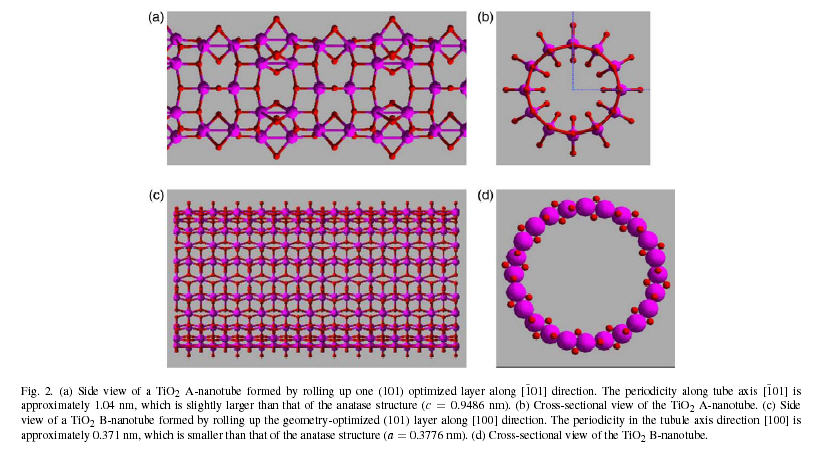 (a)
(b)
(c)
(d)
Fig. 2. (a) Side view of a TiO₂ A-nanotube formed by rolling up one (101) optimized layer along [1̄01] direction. The periodicity along tube axis [1̄01] is
approximately 1.04 nm, which is slightly larger than that of the anatase structure (c = 0.9486 nm). (b) Cross-sectional view of the TiO₂ A-nanotube. (c) Side
view of a TiO₂ B-nanotube formed by rolling up the geometry-optimized (101) layer along [100] direction. The periodicity in the tubule axis direction [100] is
approximately 0.371 nm, which is smaller than that of the anatase structure (a = 0.3776 nm). (d) Cross-sectional view of the TiO₂ B-nanotube.